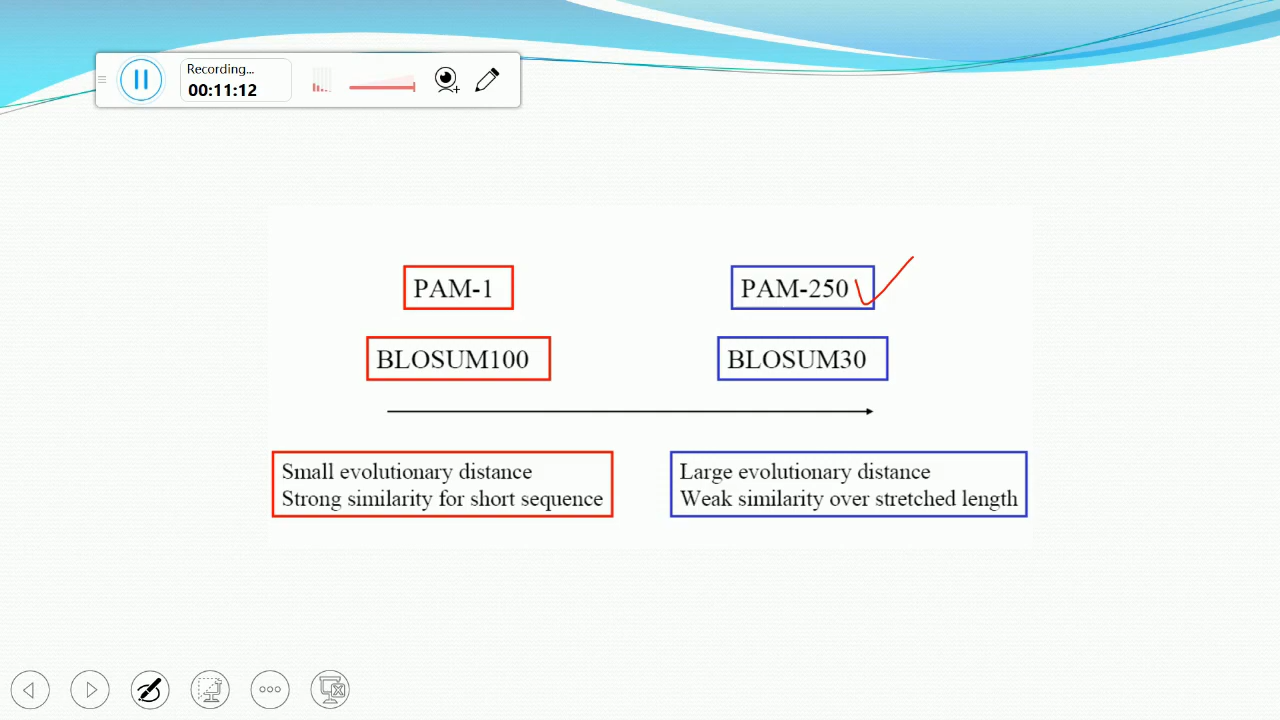 Recording...
00:11:12
PAM-1
PAM-250
BLOSUM100
BLOSUM30
Small evolutionary distance
Strong similarity for short sequence
Large evolutionary distance
Weak similarity over stretched length